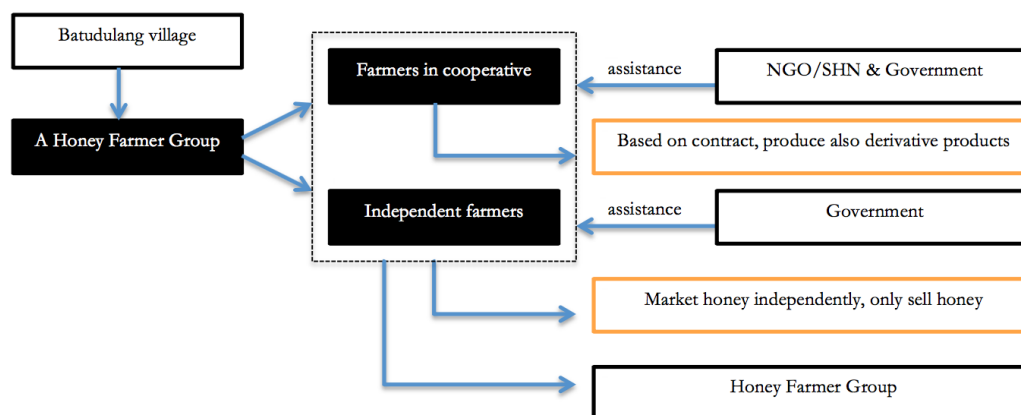 Batudulang village
A Honey Farmer Group
Farmers in cooperative
assistance
NGO/SHN & Government
Based on contract, produce also derivative products
Independent farmers
assistance
Government
Market honey independently, only sell honey
Honey Farmer Group